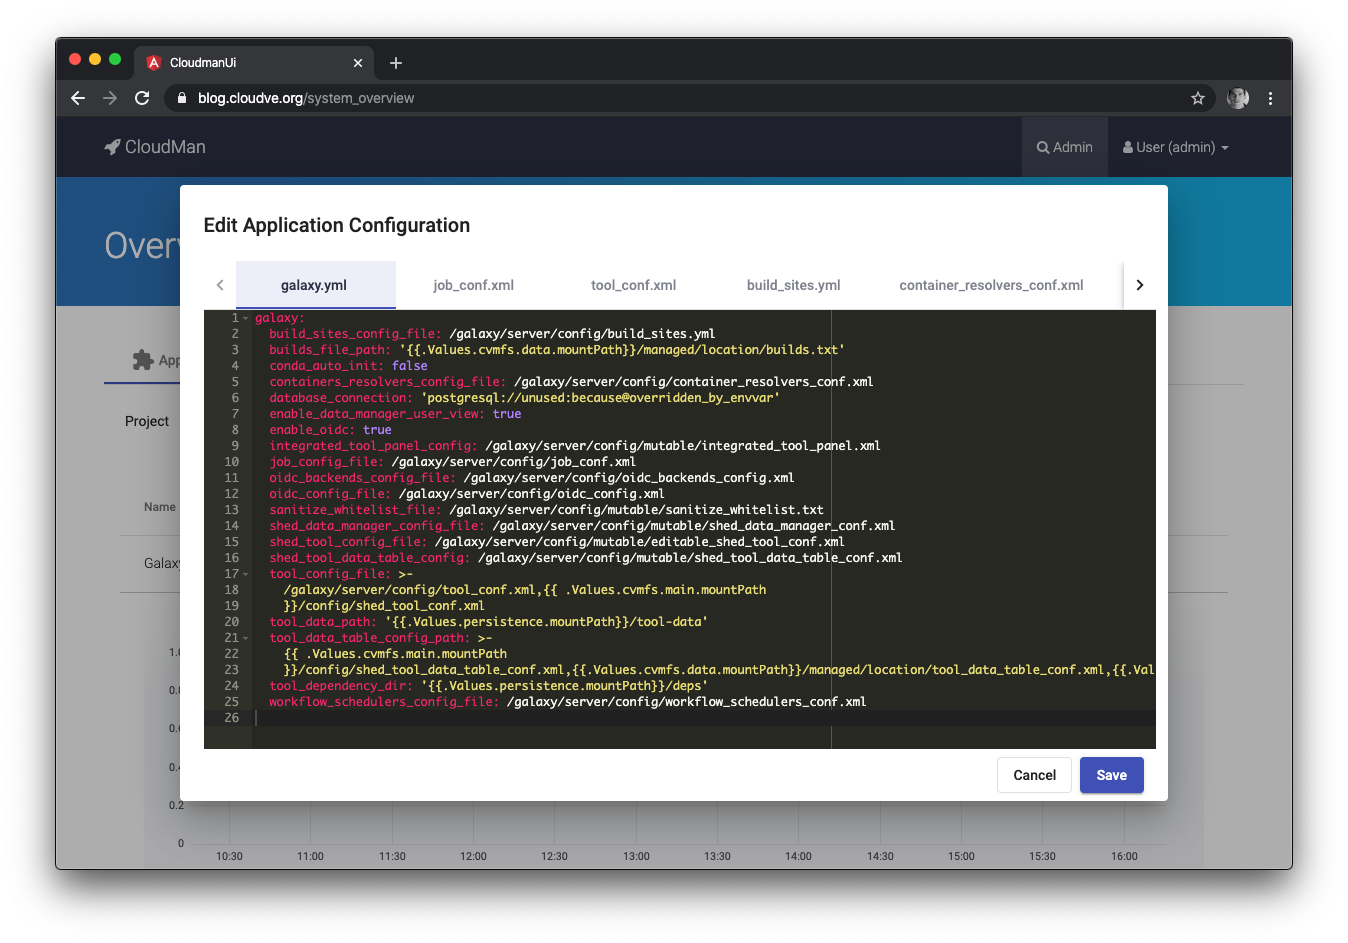 CloudmanUi
blog.cloudve.org/system_overview
CloudMan
Admin
User (admin)
Edit Application Configuration
galaxy.yml
job_conf.xml
tool_conf.xml
build_sites.yml
container_resolvers_conf.xml
1 galaxy:
2 build_sites_config_file: /galaxy/server/config/build_sites.yml
3 builds_file_path: '{{.Values.cvmfs.data.mountPath}}/managed/location/builds.txt'
4 conda_auto_init: false
5 containers_resolvers_config_file: /galaxy/server/config/container_resolvers_conf.xml
6 database_connection: 'postgresql://unused:because@overridden_by_envvar'
7 enable_data_manager_user_view: true
8 enable_oidc: true
9 integrated_tool_panel_config: /galaxy/server/config/mutable/integrated_tool_panel.xml
10 job_config_file: /galaxy/server/config/job_conf.xml
11 oidc_backends_config_file: /galaxy/server/config/oidc_backends_config.xml
12 oidc_config_file: /galaxy/server/config/oidc_config.xml
13 sanitize_whitelist_file: /galaxy/server/config/mutable/sanitize_whitelist.txt
14 shed_data_manager_config_file: /galaxy/server/config/mutable/shed_data_manager_conf.xml
15 shed_tool_config_file: /galaxy/server/config/mutable/editable_shed_tool_conf.xml
16 shed_tool_data_table_config: /galaxy/server/config/mutable/shed_tool_data_table_conf.xml
17 tool_config_file: >-
18 /galaxy/server/config/tool_conf.xml,{{ .Values.cvmfs.main.mountPath
19 }}/config/shed_tool_conf.xml
20 tool_data_path: '{{.Values.persistence.mountPath}}/tool-data'
21 tool_data_table_config_path: >-
22 {{ .Values.cvmfs.main.mountPath
23 }}/config/shed_tool_data_table_conf.xml,{{.Values.cvmfs.data.mountPath}}/managed/location/tool_data_table_conf.xml,{{.Val
24 tool_dependency_dir: '{{.Values.persistence.mountPath}}/deps'
25 workflow_schedulers_config_file: /galaxy/server/config/workflow_schedulers_conf.xml
26
Cancel
Save
Project
Name
0.2
0
10:30 11:00 11:30 12:00 12:30 13:00 13:30 14:00 14:30 15:00 15:30 16:00